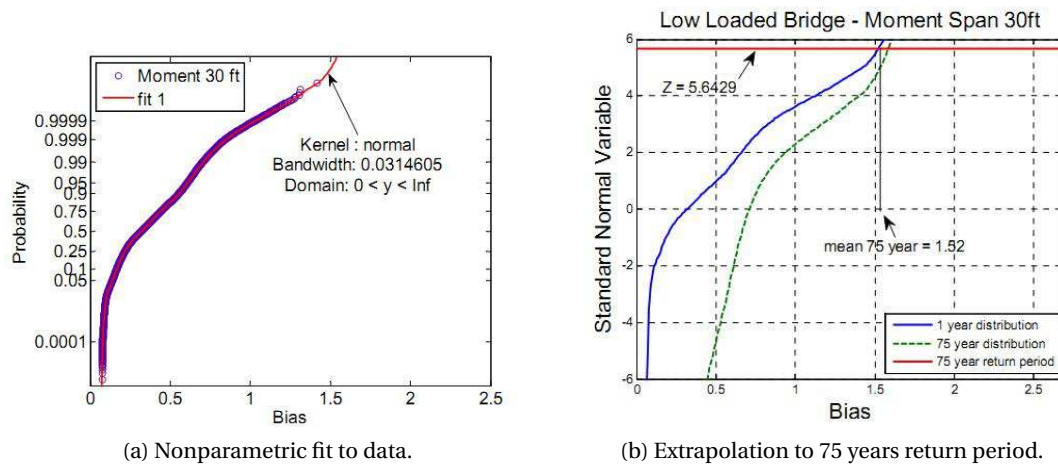 Moment 30 ft
fit 1
0.9999
0.999
0.99
0.95
0.9
0.75
0.5
0.25
0.1
0.05
0.0001
Probability
Kernel : normal
Bandwidth: 0.0314605
Domain: 0 < y < Inf
0 0.5 1 1.5 2 2.5
Bias
(a) Nonparametric fit to data.
Low Loaded Bridge - Moment Span 30ft
6
4
2
0
-2
-4
-6
Standard Normal Variable
Z = 5.6429
mean 75 year = 1.52
1 year distribution
75 year distribution
75 year return period
0 0.5 1 1.5 2 2.5
Bias
(b) Extrapolation to 75 years return period.